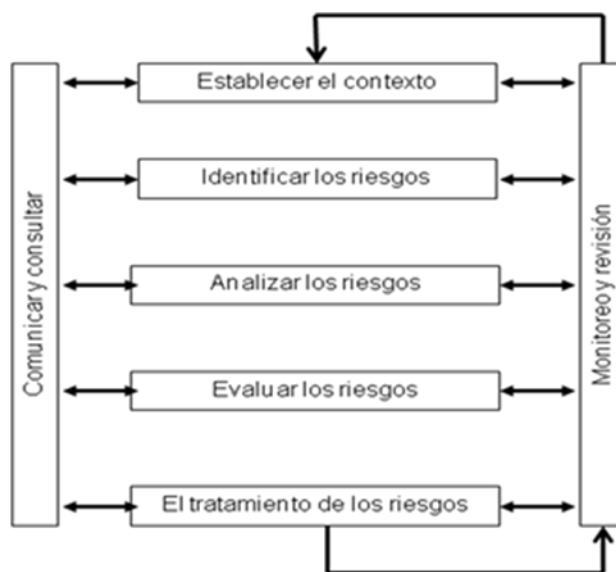 Establecer el contexto
Identificar los riesgos
Analizar los riesgos
Evaluar los riesgos
El tratamiento de los riesgos
Comunicar y consultar
Monitoreo y revisión